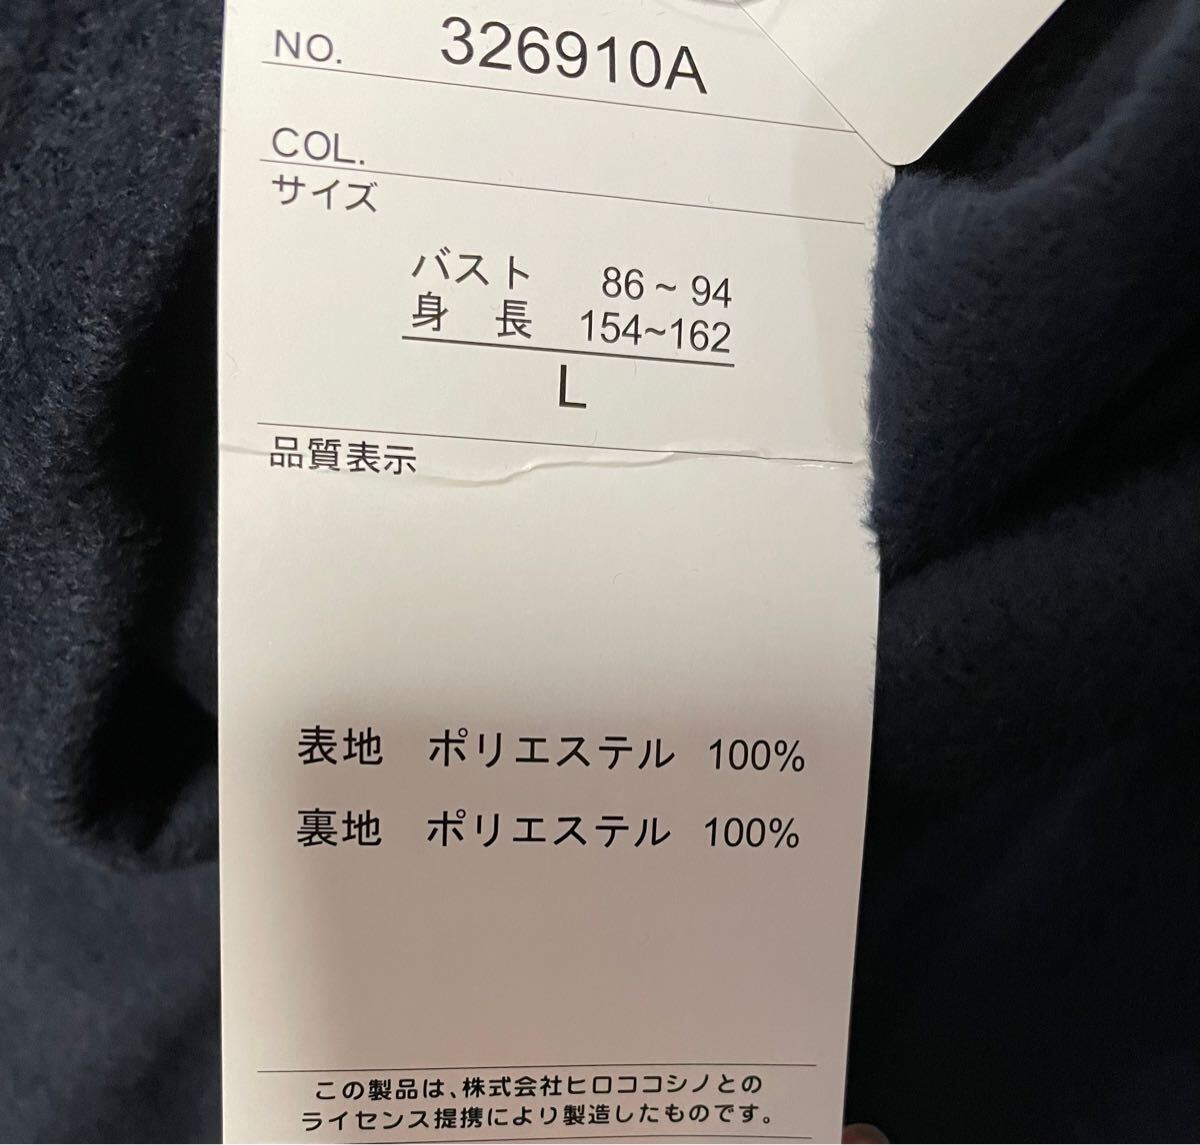 NO. 326910A
COL.
サイズ
バスト 86~94
身 長 154~162
L
品質表示
表地 ポリエステル 100%
裏地 ポリエステル 100%
この製品は、株式会社ヒロココシノとの
ライセンス提携により製造したものです。